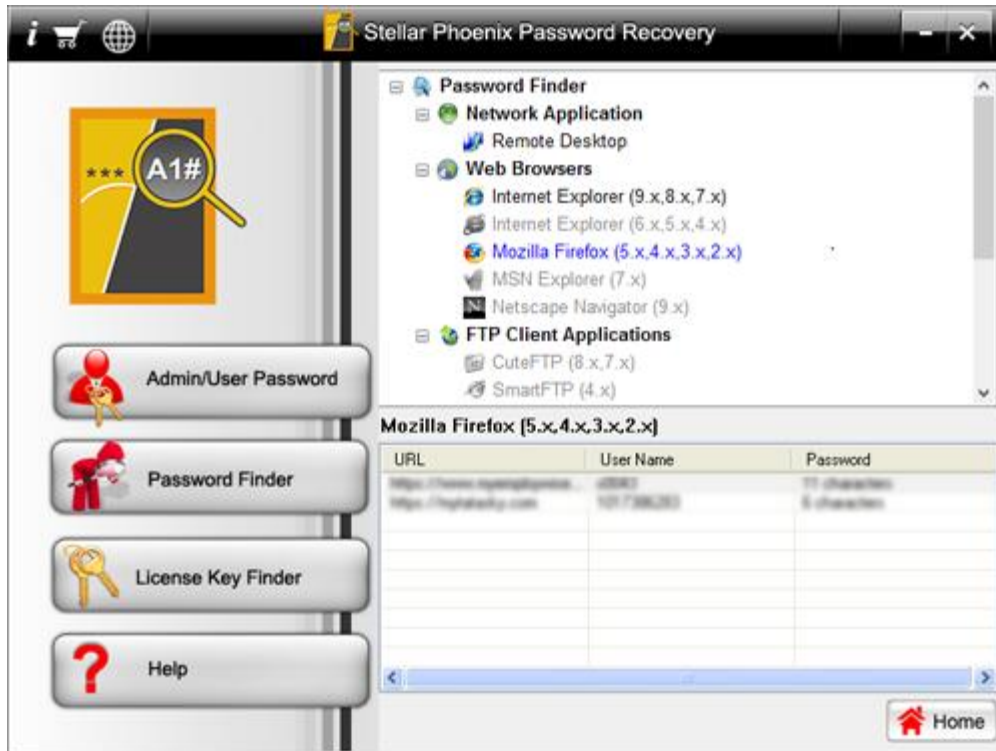 i
Stellar Phoenix Password Recovery
*** A1#
Admin/User Password
Password Finder
License Key Finder
Help
Password Finder
Network Application
Remote Desktop
Web Browsers
Internet Explorer (9.x,8.x,7.x)
Internet Explorer (6.x,5.x,4.x)
Mozilla Firefox (5.x,4.x,3.x,2.x)
MSN Explorer (7.x)
N Netscape Navigator (9.x)
FTP Client Applications
CuteFTP (8.x,7.x)
SmartFTP (4.x)
Mozilla Firefox (5.x,4.x,3.x,2.x)
URL User Name Password
11 characters
characters
Home